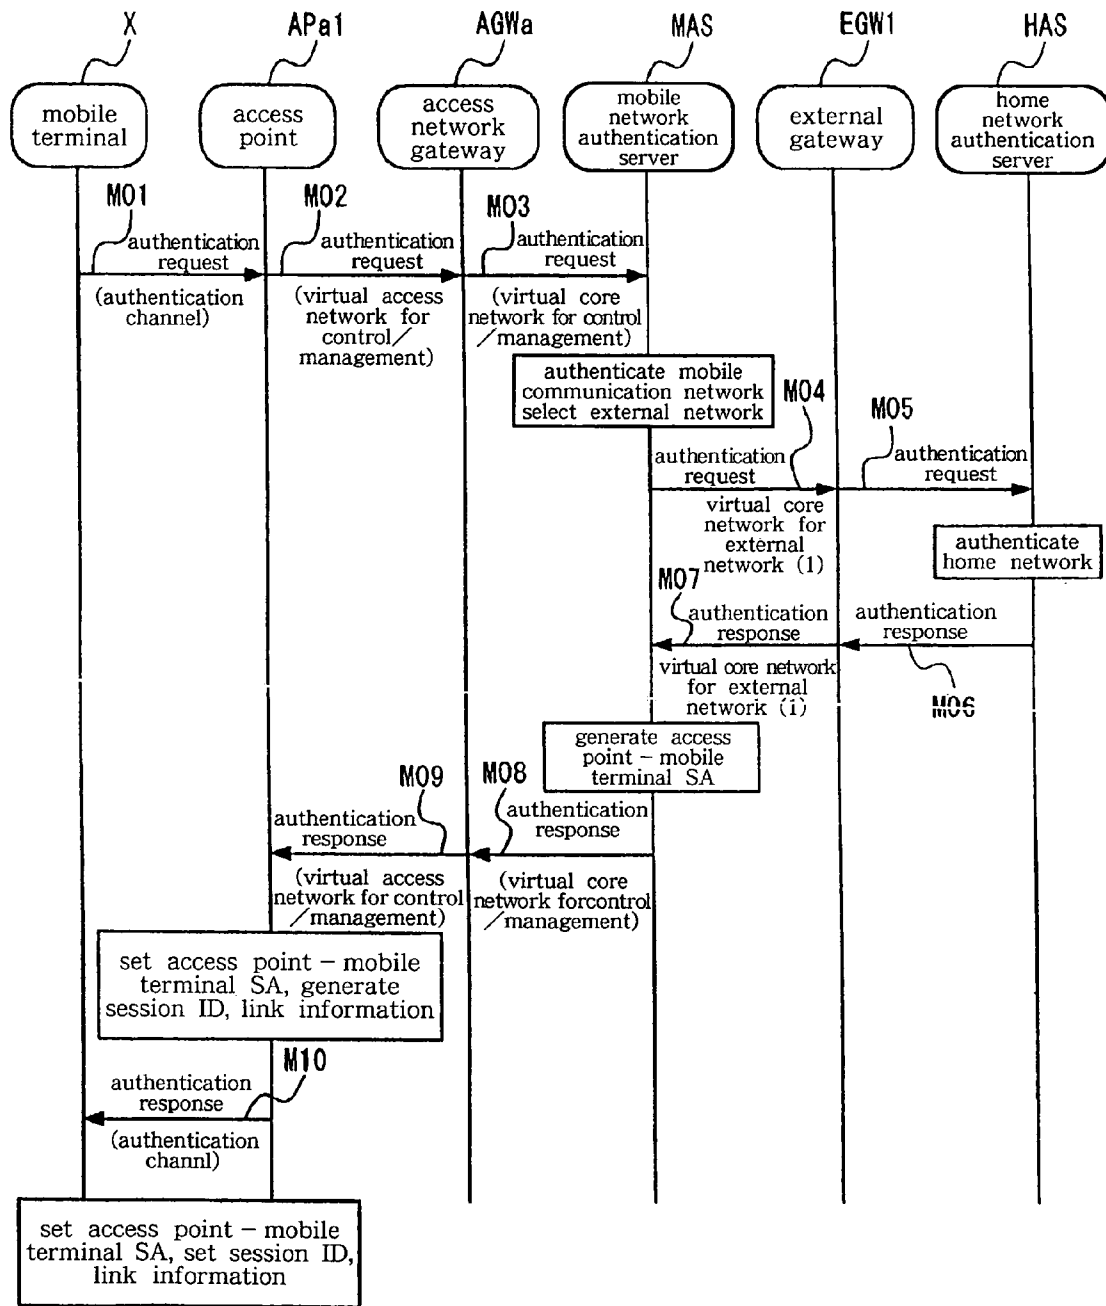 X APa1 AGWa MAS EGW1 HAS
mobile
terminal
access
point
access
network
gateway
mobile
network
authentication
server
external
gateway
home
network
authentication
server
M01
authentication
request
(authentication
channel)
M02
authentication
request
(virtual access
network for
control/
management)
M03
authentication
request
(virtual core
network for control
/management)
authenticate mobile
communication network
select external network
M04
authentication
request
virtual core
network for
external
network (1)
M05
authentication
request
authenticate
home network
M07
authentication
response
virtual core network
for external
network (i)
authentication
response
M06
generate access
point – mobile
terminal SA
M09
authentication
response
(virtual access
network for control
/management)
M08
authentication
response
(virtual core
network forcontrol
/management)
set access point – mobile
terminal SA, generate
session ID, link information
M10
authentication
response
(authentication
channl)
set access point – mobile
terminal SA, set session ID,
link information